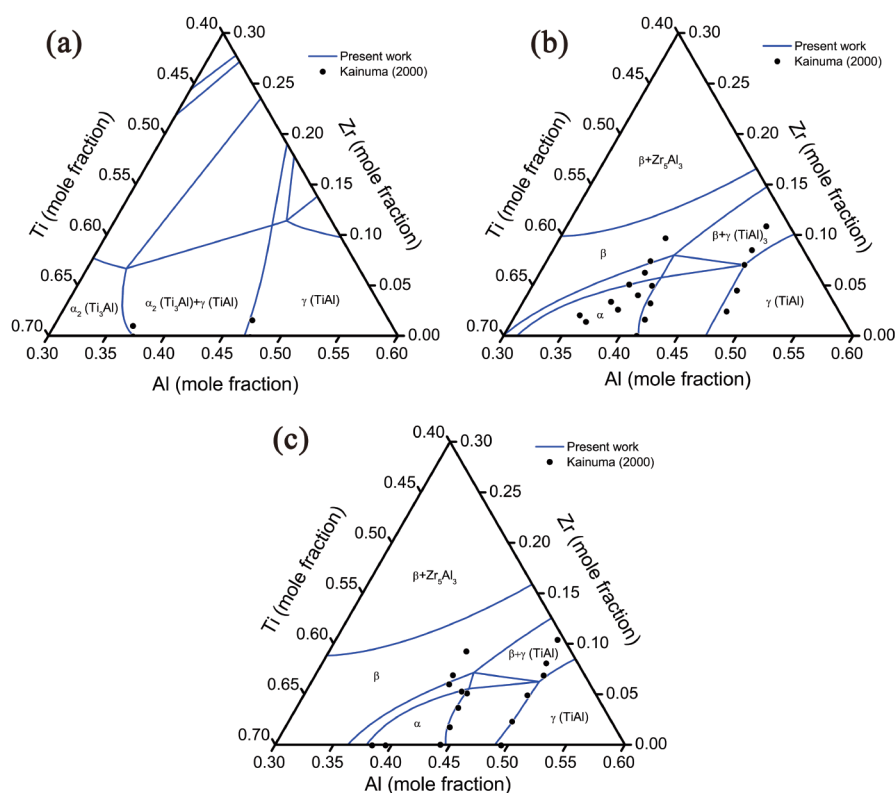 (a)
Present work
Kainuma (2000)
0.40
0.30
0.45
0.25
0.50
0.20
0.55
0.15
0.60
0.10
0.65
0.05
0.70
0.00
Ti (mole fraction)
Zr (mole fraction)
α₂ (Ti₃Al)
α₂ (Ti₃Al)+γ (TiAl)
γ (TiAl)
0.30 0.35 0.40 0.45 0.50 0.55 0.60
Al (mole fraction)
(b)
Present work
Kainuma (2000)
0.40
0.30
0.45
0.25
0.50
0.20
0.55
0.15
0.60
0.10
0.65
0.05
0.70
0.00
Ti (mole fraction)
Zr (mole fraction)
β+Zr₅Al₃
β
β+γ (TiAl)₃
α
γ (TiAl)
0.30 0.35 0.40 0.45 0.50 0.55 0.60
Al (mole fraction)
(c)
Present work
Kainuma (2000)
0.40
0.30
0.45
0.25
0.50
0.20
0.55
0.15
0.60
0.10
0.65
0.05
0.70
0.00
Ti (mole fraction)
Zr (mole fraction)
β+Zr₅Al₃
β
β+γ (TiAl)
α
γ (TiAl)
0.30 0.35 0.40 0.45 0.50 0.55 0.60
Al (mole fraction)